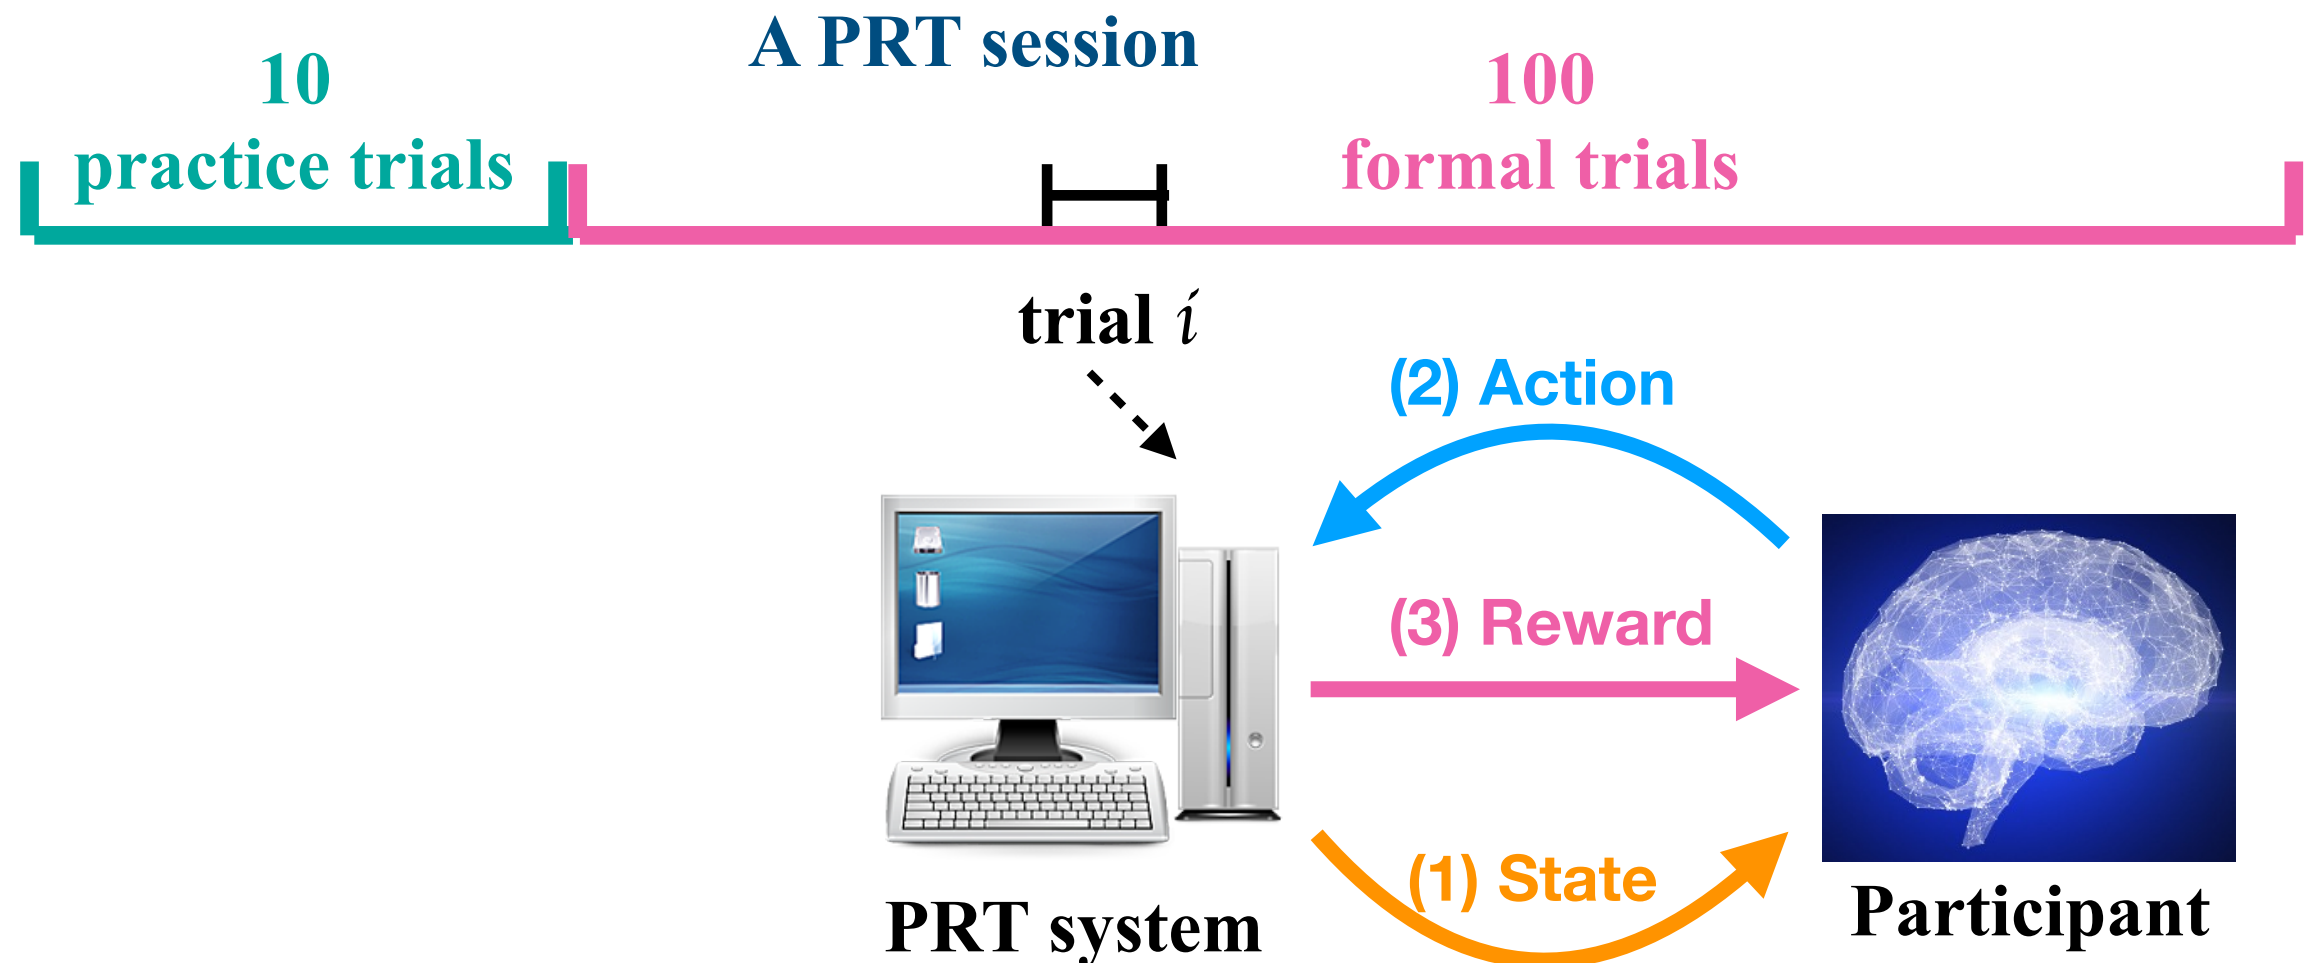 A PRT session
10
practice trials
100
formal trials
trial i
(2) Action
(3) Reward
(1) State
PRT system
Participant